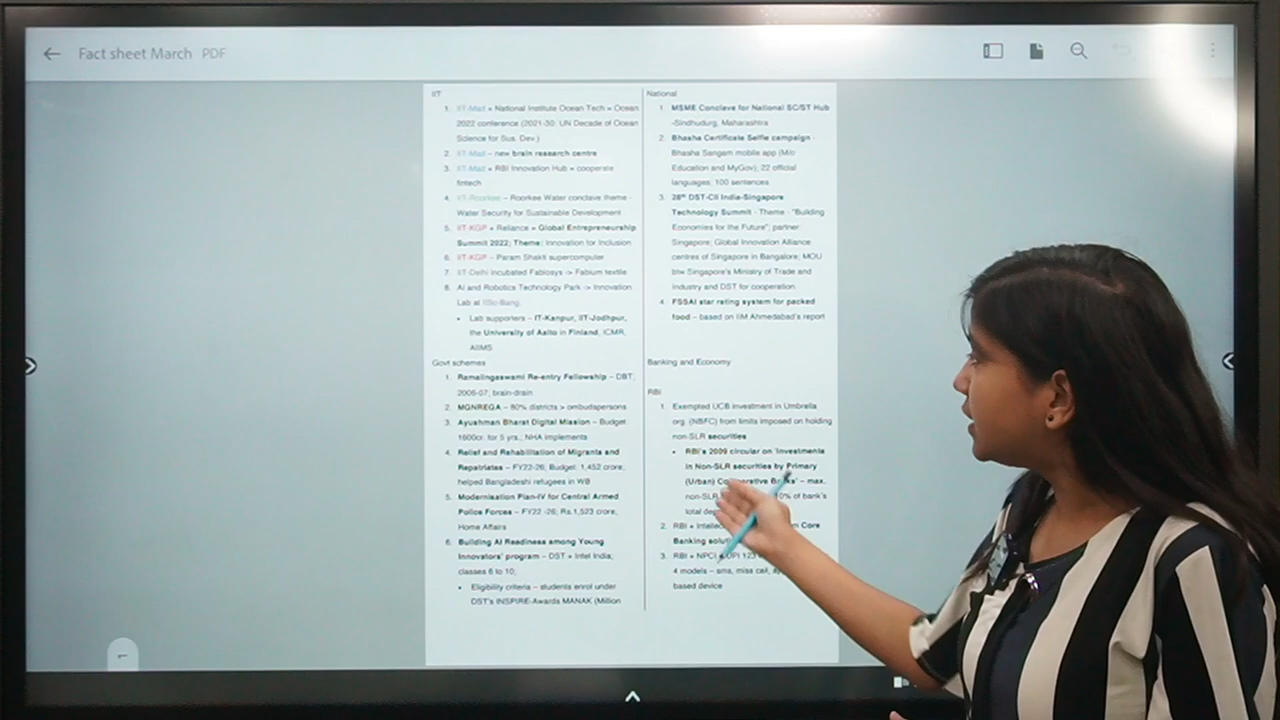 Fact sheet March PDF
IIT
1. IIT-Mad + National Institute Ocean Tech = Ocean
2022 conference (2021-30: UN Decade of Ocean
Science for Sus. Dev.)
2. IIT-Mad – new brain research centre
3. IIT-Mad + RBI Innovation Hub = cooperate
fintech
4. IIT-Roorkee – Roorkee Water conclave theme -
Water Security for Sustainable Development
5. IIT-KGP + Reliance = Global Entrepreneurship
Summit 2022; Theme: Innovation for Inclusion
6. IIT-KGP – Param Shakti supercomputer
7. IIT-Delhi incubated Fabiosys -> Fabium textile
8. AI and Robotics Technology Park -> Innovation
Lab at IISc-Bang.
• Lab supporters – IIT-Kanpur, IIT-Jodhpur,
the University of Aalto in Finland, ICMR,
AIIMS
Govt schemes
1. Ramalingaswami Re-entry Fellowship – DBT;
2006-07; brain-drain
2. MGNREGA – 80% districts > ombudspersons
3. Ayushman Bharat Digital Mission – Budget
1600cr. for 5 yrs.; NHA implements
4. Relief and Rehabilitation of Migrants and
Repatriates – FY22-26; Budget: 1,452 crore;
helped Bangladeshi refugees in WB
5. Modernisation Plan-IV for Central Armed
Police Forces – FY22 -26; Rs.1,523 crore,
Home Affairs
6. Building AI Readiness among Young
Innovators' program – DST + Intel India;
classes 6 to 10;
• Eligibility criteria – students enrol under
DST's INSPIRE-Awards MANAK (Million
National
1. MSME Conclave for National SC/ST Hub
-Sindhudurg, Maharashtra
2. Bhasha Certificate Selfie campaign -
Bhasha Sangam mobile app (M/o
Education and MyGov); 22 official
languages; 100 sentences
3. 28th DST-CII India-Singapore
Technology Summit - Theme - "Building
Economies for the Future"; partner:
Singapore; Global Innovation Alliance
centres of Singapore in Bangalore; MOU
btw Singapore's Ministry of Trade and
Industry and DST for cooperation
4. FSSAI star rating system for packed
food – based on IIM Ahmedabad's report
Banking and Economy
RBI
1. Exempted UCB investment in Umbrella
org. (NBFC) from limits imposed on holding
non-SLR securities
• RBI's 2009 circular on 'Investments
in Non-SLR securities by Primary
(Urban) Banks' – max.
non-SLR of bank's
total
2. RBI + Core
Banking
3. RBI + NPCI UPI 123
4 models – sms, miss call,
based device